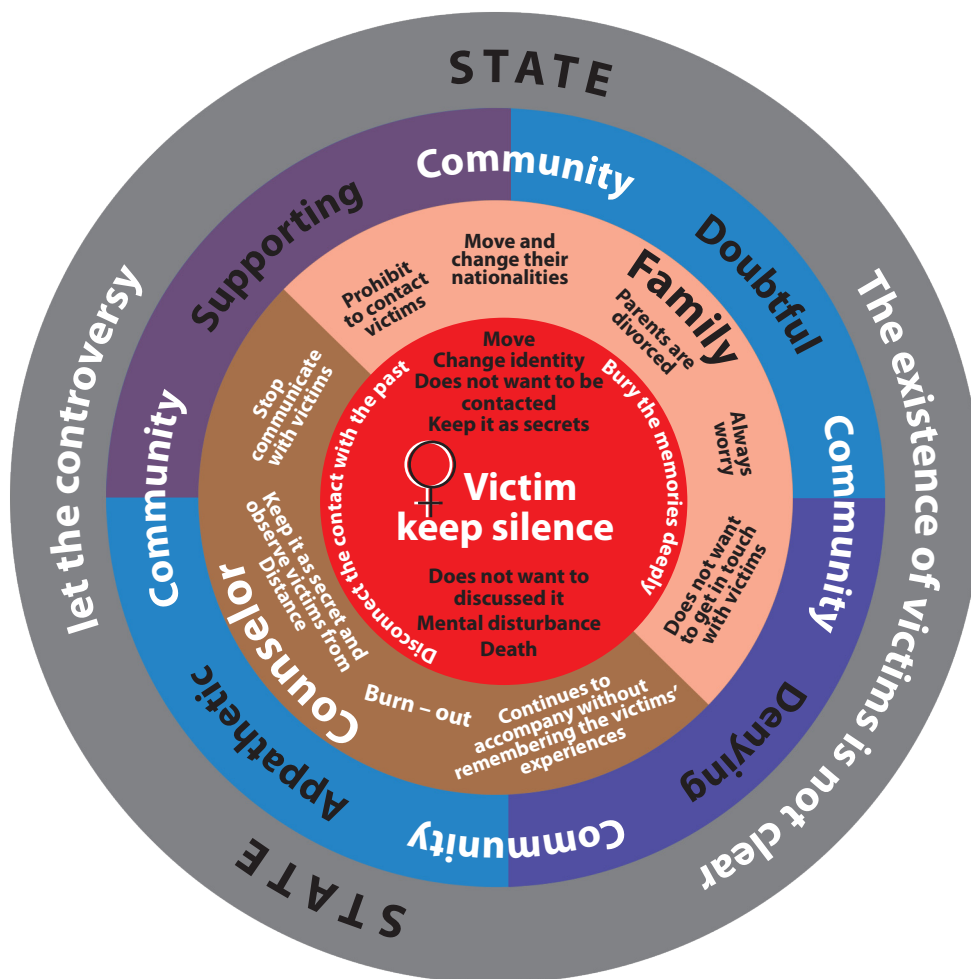 STATE
let the controversy
The existence of victims is not clear
STATE
Community
Supporting
Community
Doubtful
Community
Denying
Community
Appathetic
Family
Prohibit
to contact
victims
Move and
change their
nationalities
Parents are
divorced
Always
worry
Does not want
to get in touch
with victims
Counselor
Stop
communicate
with victims
Keep it as secret and
observe victims from
Distance
Burn – out
Continues to
accompany without
remembering the victims'
experiences
Disconnect the contact with the past
Bury the memories deeply
Move
Change identity
Does not want to be
contacted
Keep it as secrets
Victim
keep silence
Does not want to
discussed it
Mental disturbance
Death